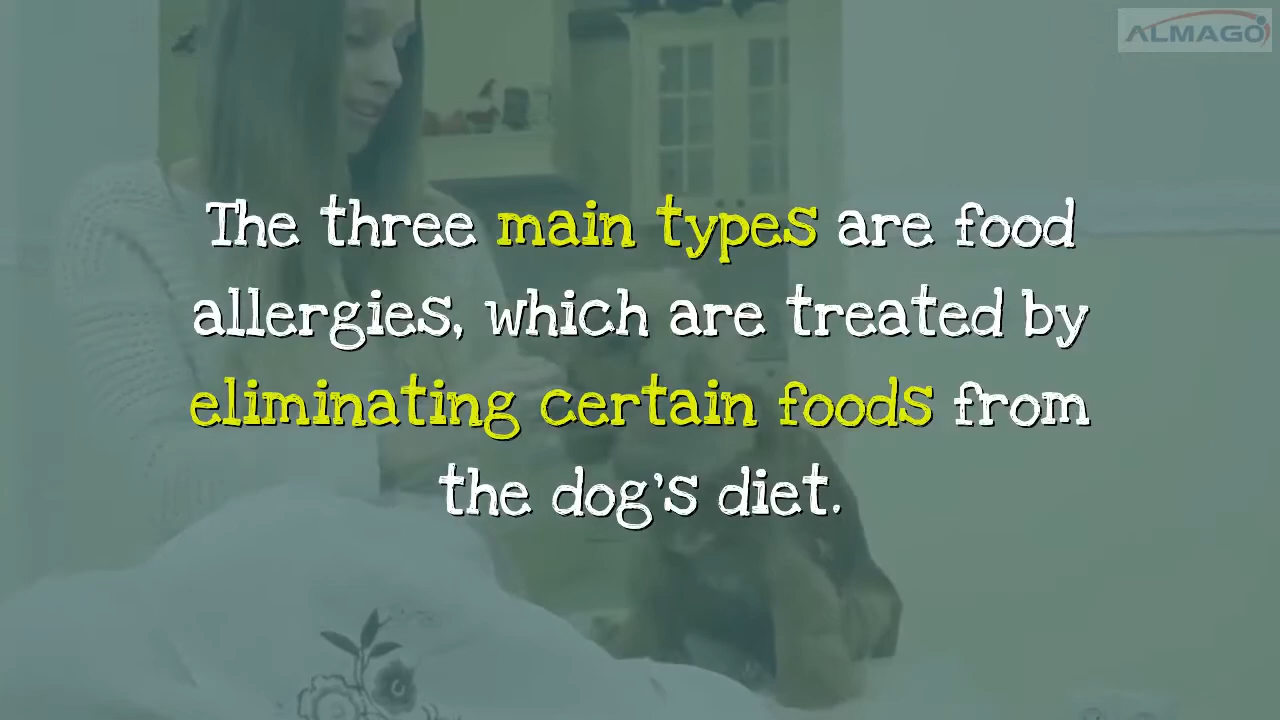 ALMAGO
The three main types are food
allergies, which are treated by
eliminating certain foods from
the dog's diet.